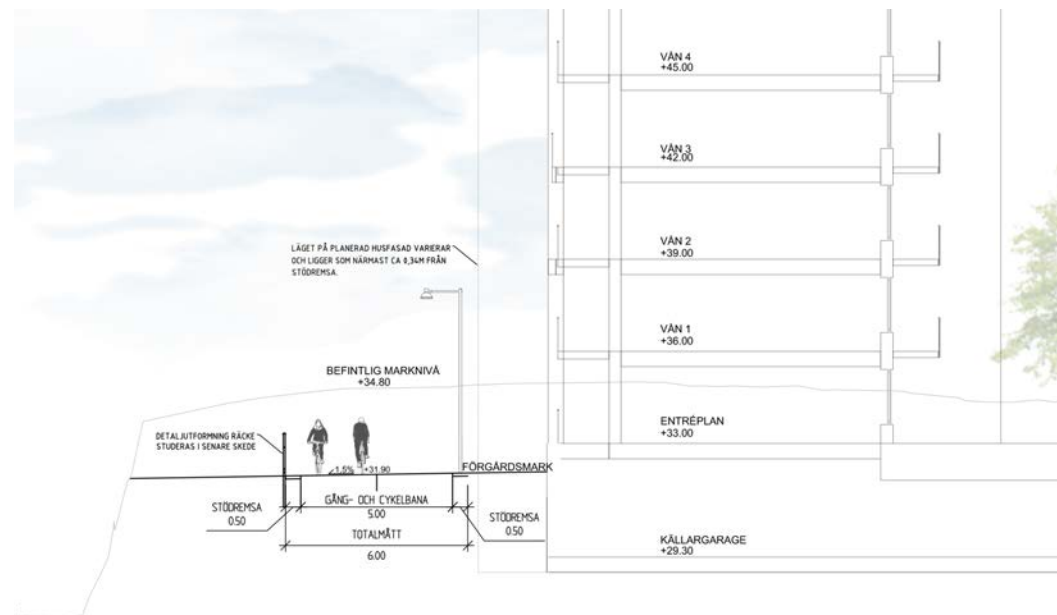 VÅN 4
+45.00
VÅN 3
+42.00
LÄGET PÅ PLANERAD HUSFASAD VARIERAR
OCH LIGGER SOM NÄRMAST CA 0,34M FRÅN
STÖDREMSA.
VÅN 2
+39.00
VÅN 1
+36.00
BEFINTLIG MARKNIVÅ
+34.80
ENTRÉPLAN
+33.00
DETALJUTFORMNING RÄCKE
STUDERAS I SENARE SKEDE
1.5% +31.90
FÖRGÅRDSMARK
STÖDREMSA
0.50
GÅNG- OCH CYKELBANA
5.00
STÖDREMSA
0.50
TOTALMÅTT
6.00
KÄLLARGARAGE
+29.30